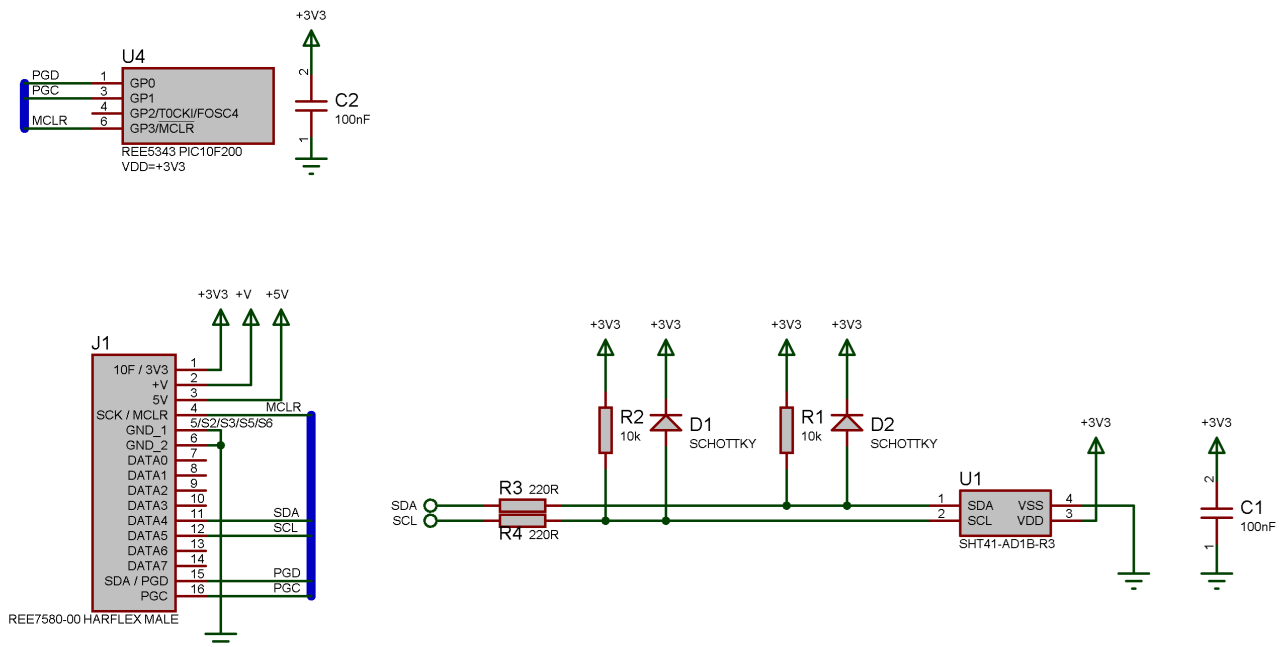 +3V3
U4
PGD 1 GP0
PGC 3 GP1
4 GP2/T0CKI/FOSC4
MCLR 6 GP3/MCLR
REE5343 PIC10F200
VDD=+3V3
2
C2
100nF
1
+3V3 +V +5V
J1
10F / 3V3 1
+V 2
5V 3
SCK / MCLR 4 MCLR
GND_1 5/S2/S3/S5/S6
GND_2 6
DATA0 7
DATA1 8
DATA2 9
DATA3 10
DATA4 11 SDA
DATA5 12 SCL
DATA6 13
DATA7 14
SDA / PGD 15 PGD
PGC 16 PGC
REE7580-00 HARFLEX MALE
+3V3 +3V3 +3V3 +3V3
R2
10k
D1
SCHOTTKY
R1
10k
D2
SCHOTTKY
+3V3
+3V3
R3 220R
SDA
SCL
R4 220R
U1
1 SDA VSS 4
2 SCL VDD 3
SHT41-AD1B-R3
2
C1
100nF
1